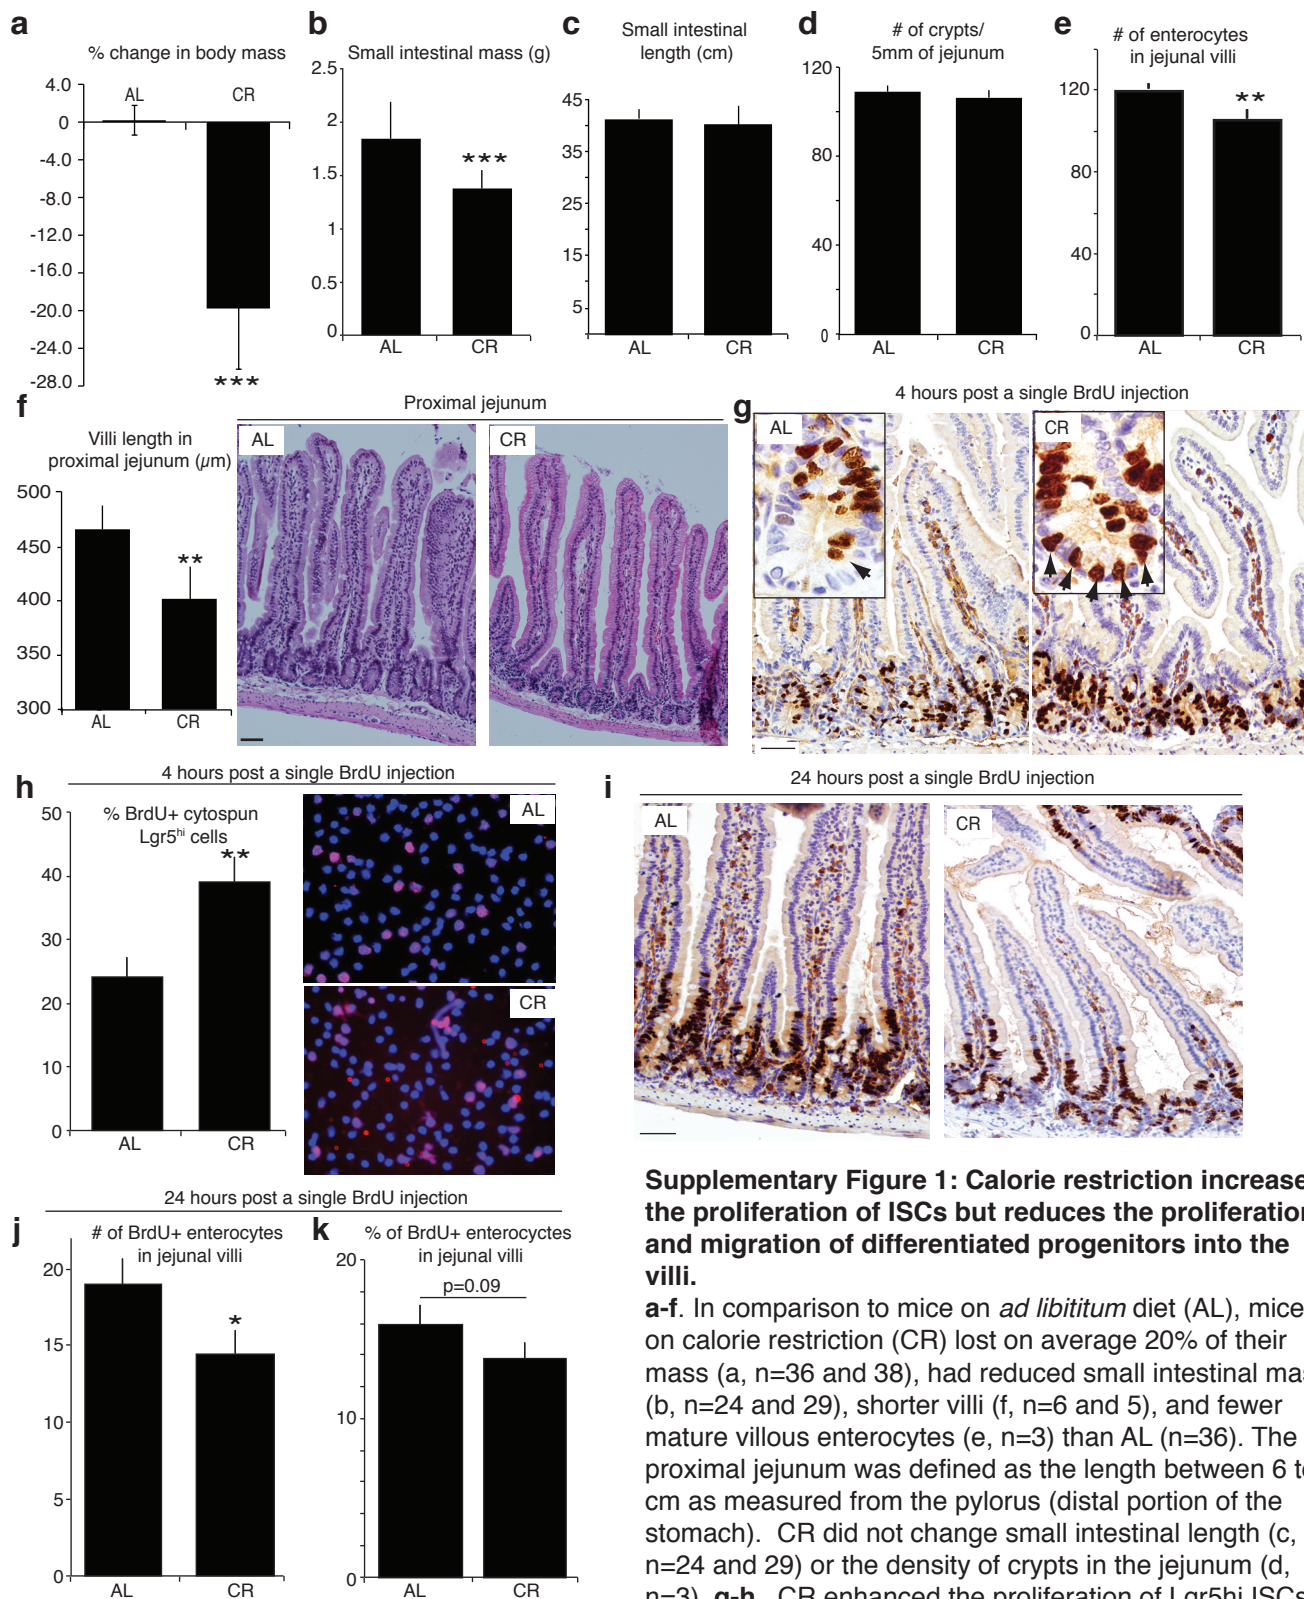 a
% change in body mass
4.0
0
-4.0
-8.0
-12.0
-16.0
-20.0
-24.0
-28.0
AL
CR
***
b
Small intestinal mass (g)
2.5
2
1.5
1
0.5
0
***
AL
CR
c
Small intestinal
length (cm)
45
35
25
15
5
AL
CR
d
# of crypts/
5mm of jejunum
120
80
40
0
AL
CR
e
# of enterocytes
in jejunal villi
120
80
40
0
**
AL
CR
f
Villi length in
proximal jejunum (µm)
500
450
400
350
300
**
AL
CR
Proximal jejunum
AL
CR
g
4 hours post a single BrdU injection
AL
CR
h
4 hours post a single BrdU injection
% BrdU+ cytospun
Lgr5hi cells
50
40
30
20
10
0
**
AL
CR
AL
CR
i
24 hours post a single BrdU injection
AL
CR
24 hours post a single BrdU injection
j
# of BrdU+ enterocytes
in jejunal villi
20
15
10
5
0
*
AL
CR
k
% of BrdU+ enterocyctes
in jejunal villi
20
10
0
p=0.09
AL
CR
Supplementary Figure 1: Calorie restriction increase
the proliferation of ISCs but reduces the proliferation
and migration of differentiated progenitors into the
villi.
a-f. In comparison to mice on ad libititum diet (AL), mice
on calorie restriction (CR) lost on average 20% of their
mass (a, n=36 and 38), had reduced small intestinal mas
(b, n=24 and 29), shorter villi (f, n=6 and 5), and fewer
mature villous enterocytes (e, n=3) than AL (n=36). The
proximal jejunum was defined as the length between 6 to
cm as measured from the pylorus (distal portion of the
stomach). CR did not change small intestinal length (c,
n=24 and 29) or the density of crypts in the jejunum (d,
n=3). g-h. CR enhanced the proliferation of Lgr5hi ISCs